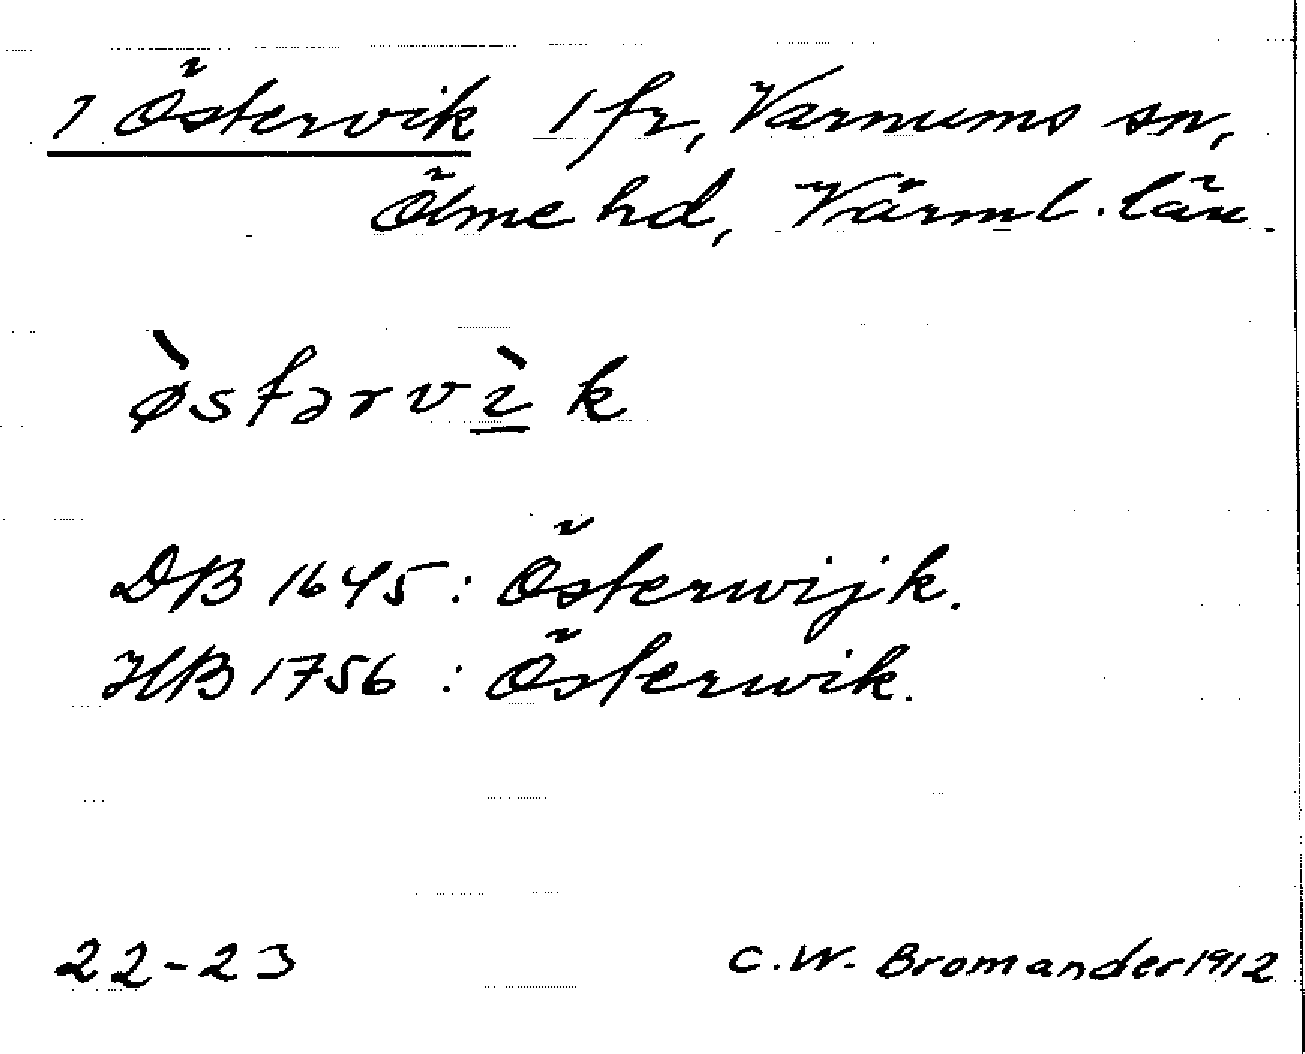 1 Östervik 1 fr, Varnums sn,
Ölme hd, Värml. län.
ø̀stərvì̲k
DB 1645: Österwijk.
HB 1756: Österwik.
22-23 C.W. Bromander 1912